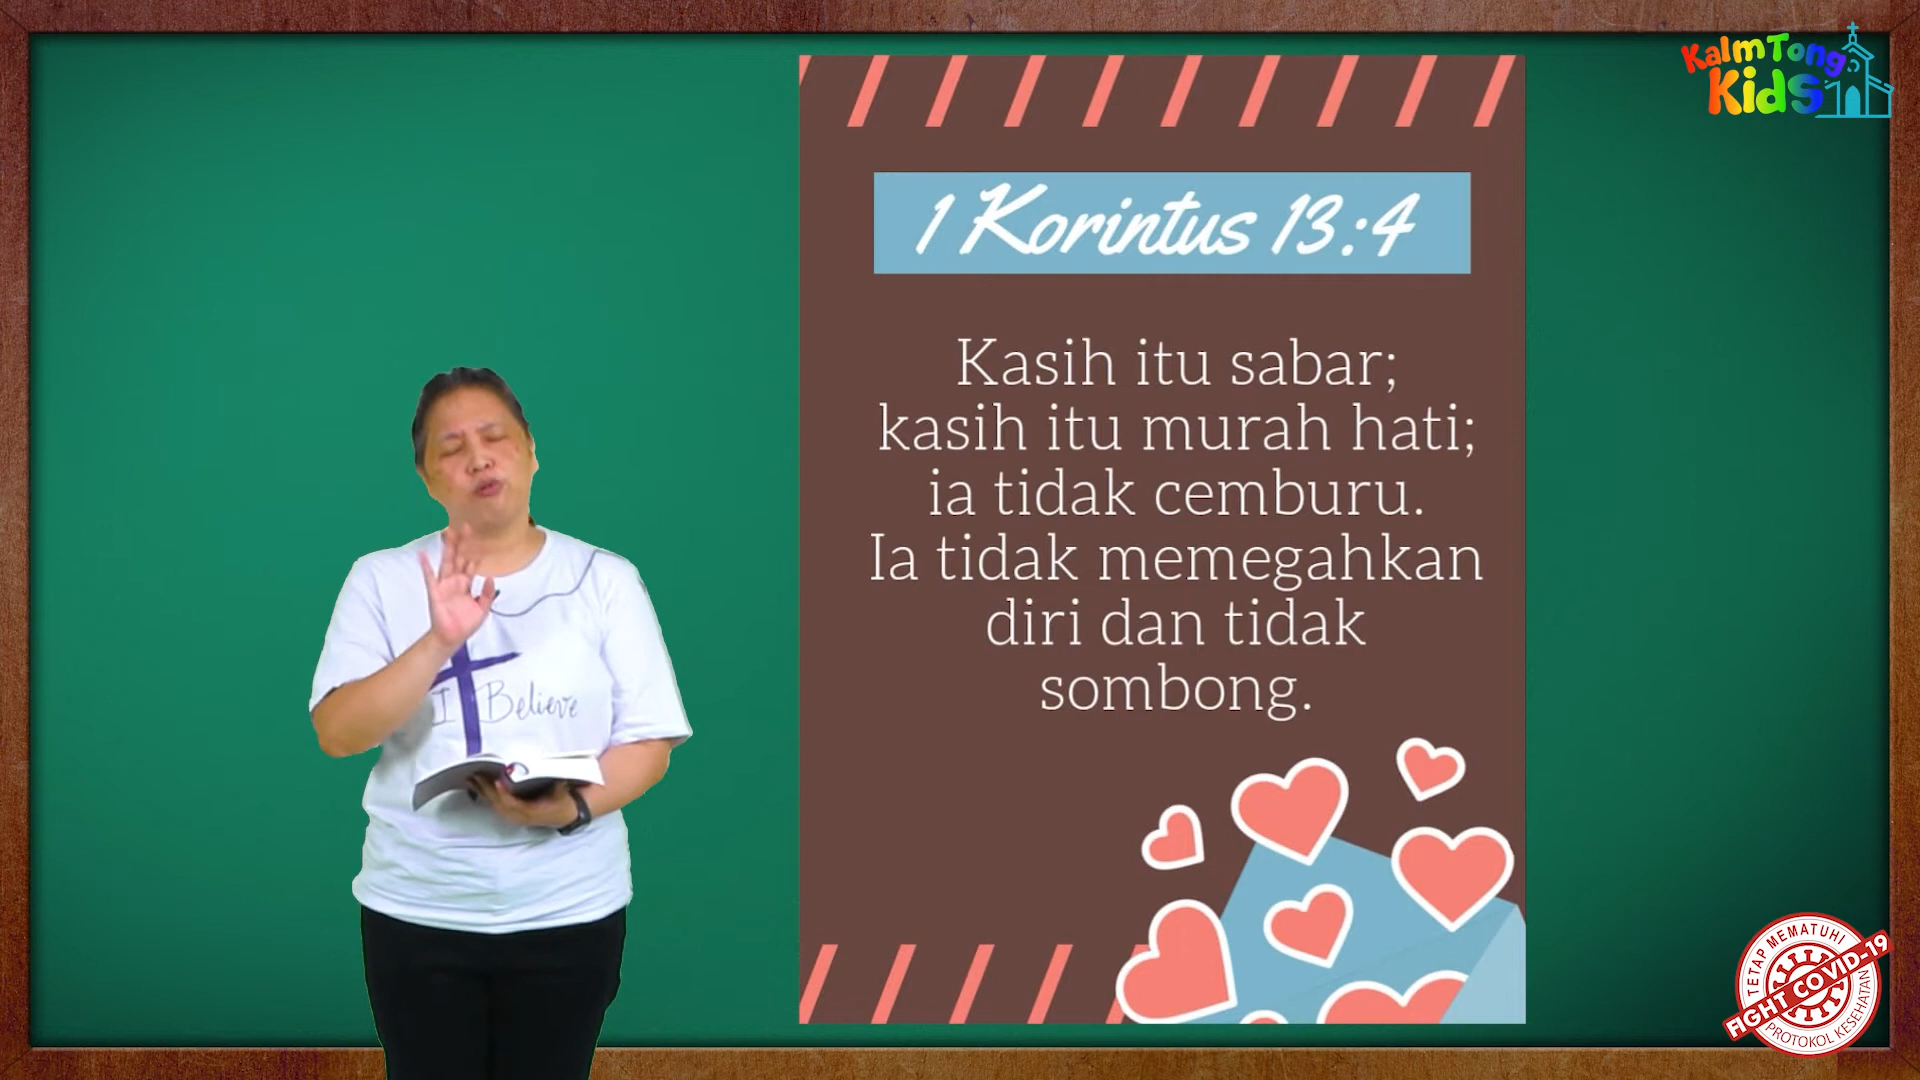 KalmTong
Kids
1 Korintus 13:4
Kasih itu sabar;
kasih itu murah hati;
ia tidak cemburu.
Ia tidak memegahkan
diri dan tidak
sombong.
I Believe
TETAP MEMATUHI
FIGHT COVID-19
PROTOKOL KESEHATAN